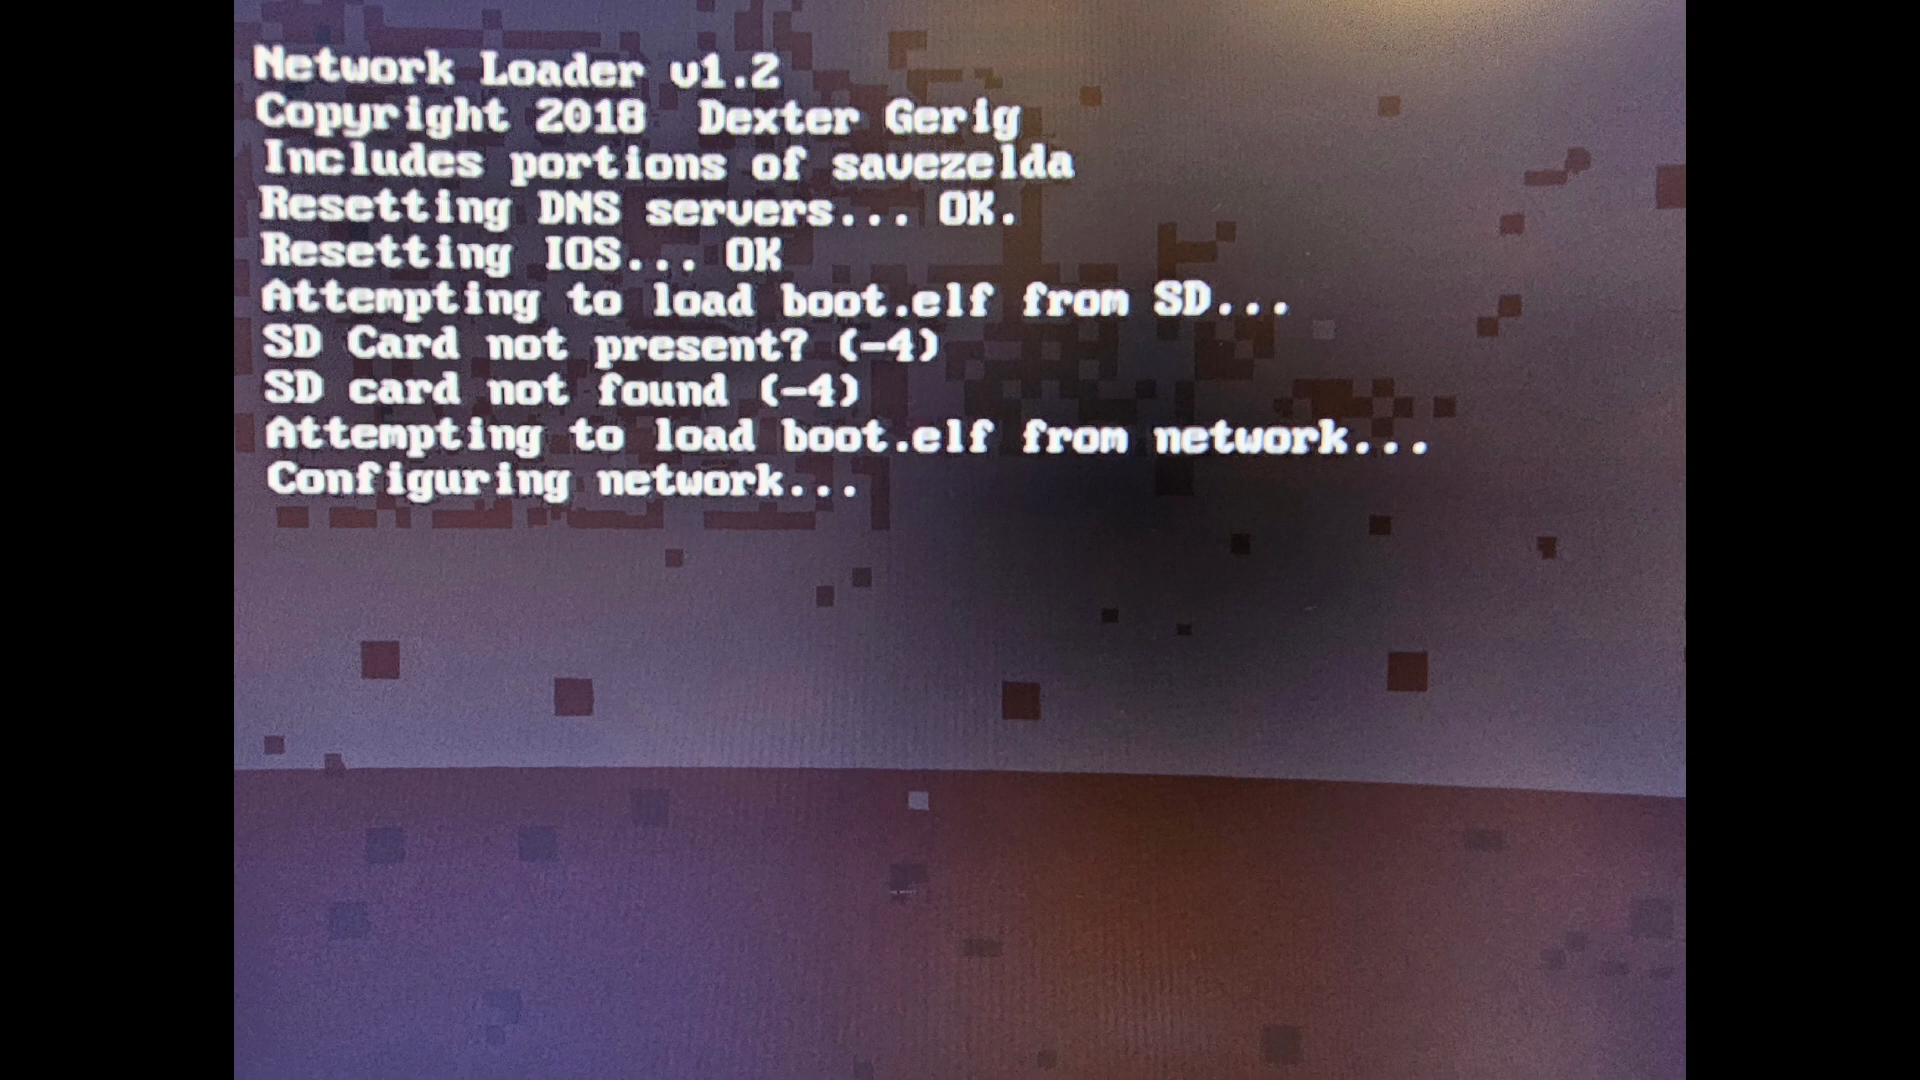 Network Loader v1.2
Copyright 2018  Dexter Gerig
Includes portions of savezelda
Resetting DNS servers... OK.
Resetting IOS... OK
Attempting to load boot.elf from SD...
SD Card not present? (-4)
SD card not found (-4)
Attempting to load boot.elf from network...
Configuring network...